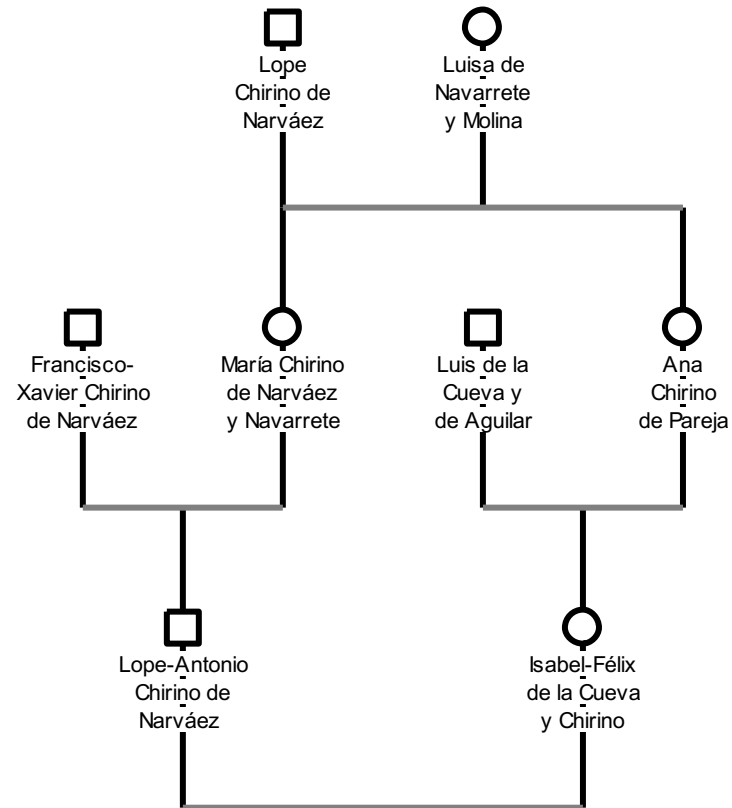 Lope
Chirino de
Narváez
Luisa de
Navarrete
y Molina
Francisco-
Xavier Chirino
de Narváez
María Chirino
de Narváez
y Navarrete
Luis de la
Cueva y
de Aguilar
Ana
Chirino
de Pareja
Lope-Antonio
Chirino de
Narváez
Isabel-Félix
de la Cueva
y Chirino